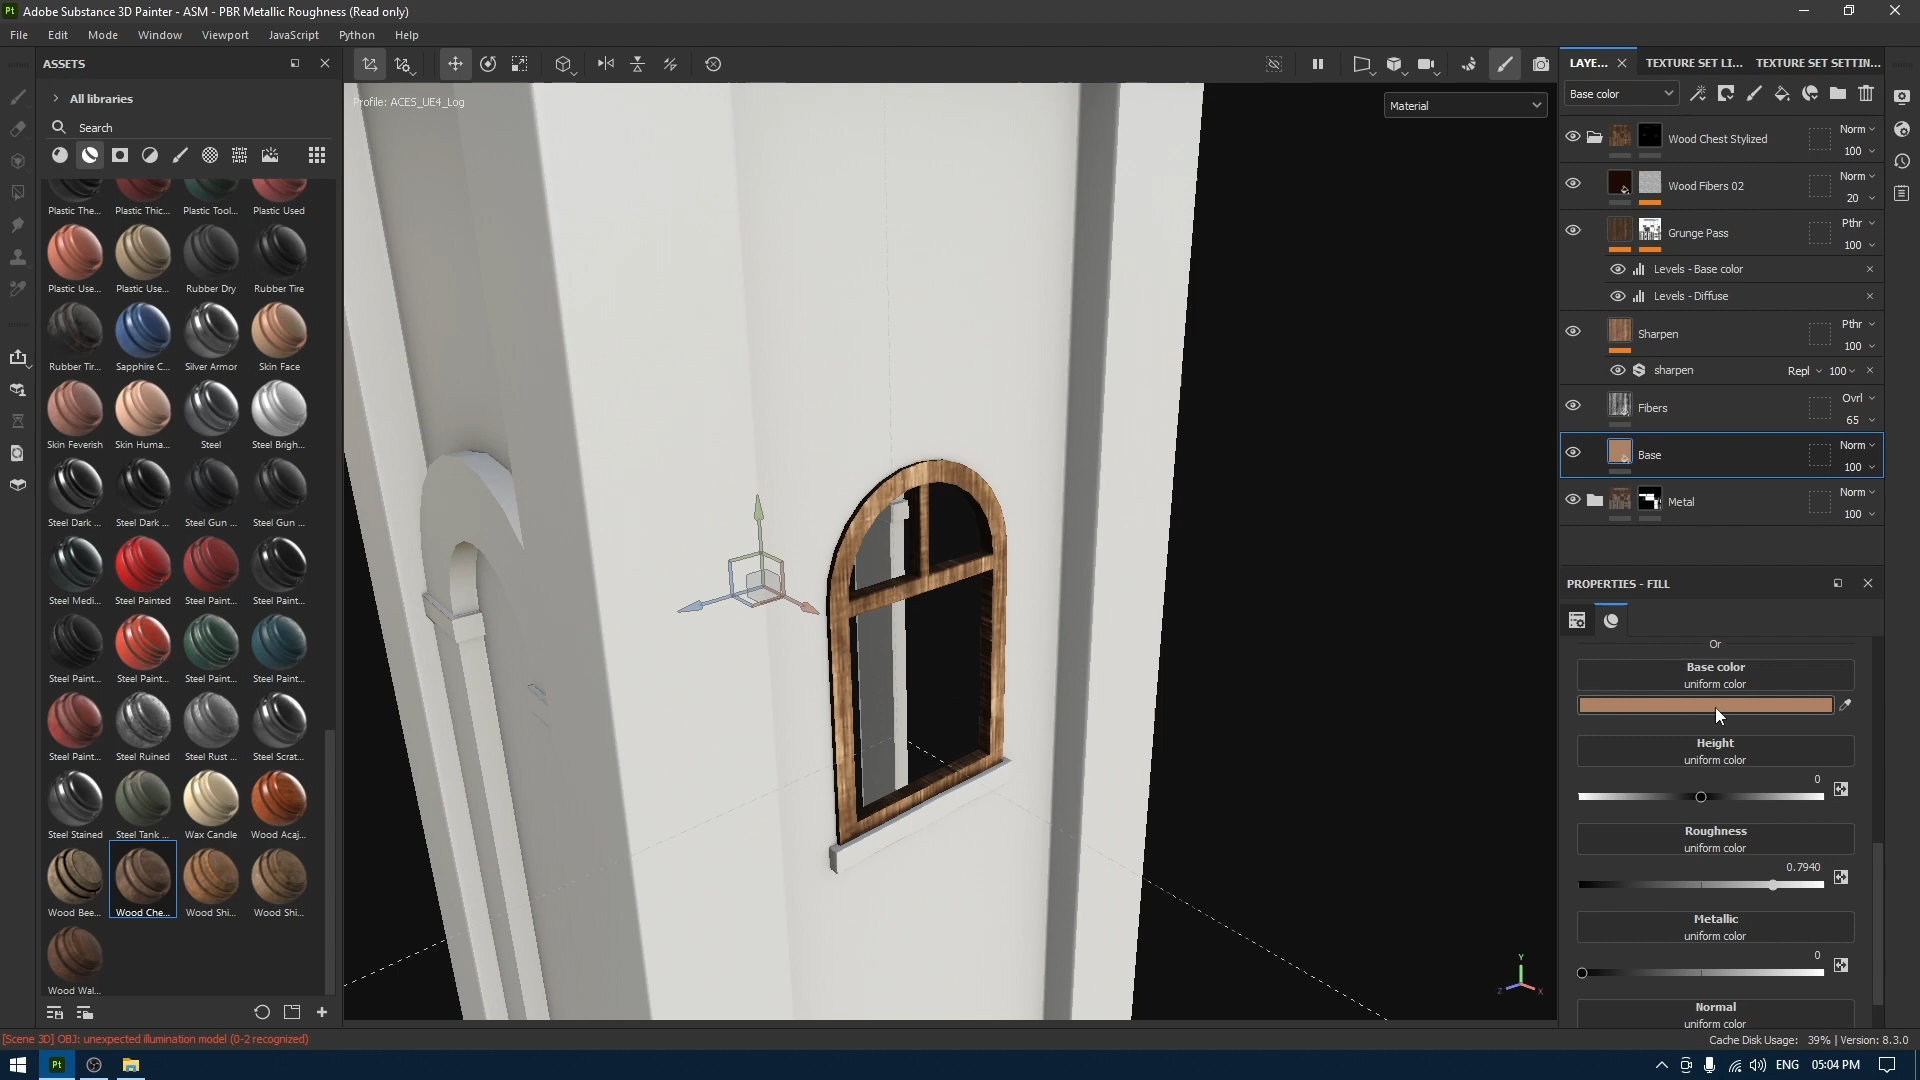 Adobe Substance 3D Painter - ASM - PBR Metallic Roughness (Read only)
File Edit Mode Window Viewport JavaScript Python Help
ASSETS
All libraries
Search
Plastic The... Plastic Thic... Plastic Tool... Plastic Used
Plastic Use... Plastic Use... Rubber Dry Rubber Tire
Rubber Tir... Sapphire C... Silver Armor Skin Face
Skin Feverish Skin Huma... Steel Steel Brigh...
Steel Dark ... Steel Dark ... Steel Gun ... Steel Gun ...
Steel Medi... Steel Painted Steel Paint... Steel Paint...
Steel Paint... Steel Paint... Steel Paint... Steel Paint...
Steel Paint... Steel Ruined Steel Rust ... Steel Scrat...
Steel Stained Steel Tank ... Wax Candle Wood Acaj...
Wood Bee... Wood Che... Wood Shi... Wood Shi...
Wood Wal...
Profile: ACES_UE4_Log
Material
Y
Z X
LAYE... TEXTURE SET LI... TEXTURE SET SETTIN...
Base color
Wood Chest Stylized Norm
100
Wood Fibers 02 Norm
20
Grunge Pass Pthr
100
Levels - Base color
Levels - Diffuse
Sharpen Pthr
100
sharpen Repl 100
Fibers Ovrl
65
Base Norm
100
Metal Norm
100
PROPERTIES - FILL
Or
Base color
uniform color
Height
uniform color
0
Roughness
uniform color
0.7940
Metallic
uniform color
0
Normal
uniform color
[Scene 3D] OBJ: unexpected illumination model (0-2 recognized)
Cache Disk Usage: 39% | Version: 8.3.0
Pt
ENG 05:04 PM